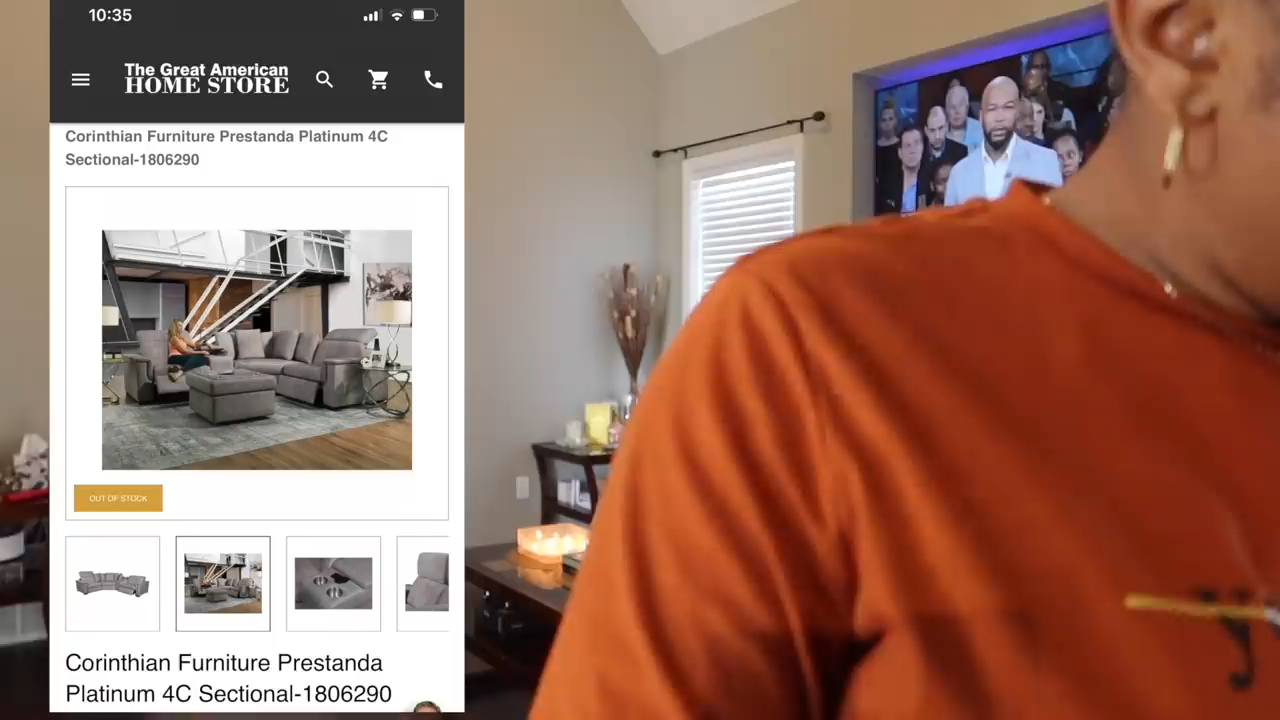 10:35
The Great American
HOME STORE
Corinthian Furniture Prestanda Platinum 4C
Sectional-1806290
OUT OF STOCK
Corinthian Furniture Prestanda
Platinum 4C Sectional-1806290